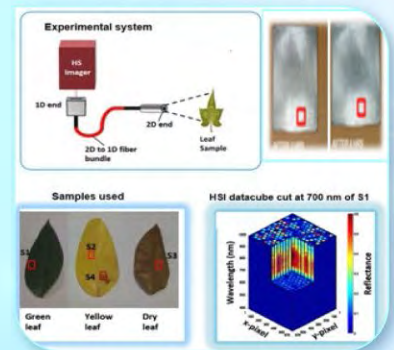 Experimental system
HS
Imager
1D end
2D end
2D to 1D fiber
bundle
Leaf
Sample
Samples used
S1
S2
S3
S4
Green
leaf
Yellow
leaf
Dry
leaf
HSI datacube cut at 700 nm of S1
Wavelength (nm)
x-pixel
Y-pixel
Reflectance